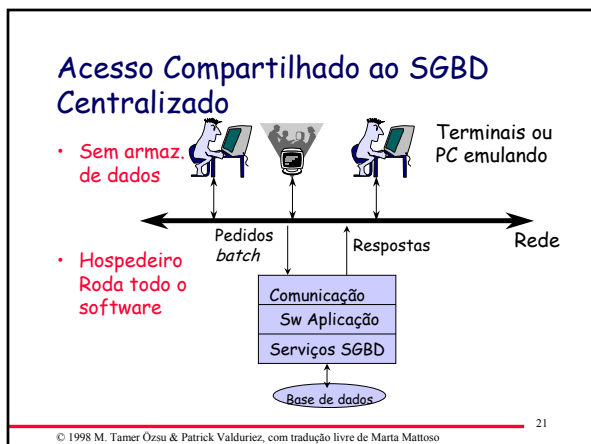 Acesso Compartilhado ao SGBD
Centralizado
• Sem armaz.
de dados
Terminais ou
PC emulando
Pedidos
batch
Respostas
Rede
• Hospedeiro
Roda todo o
software
Comunicação
Sw Aplicação
Serviços SGBD
Base de dados
21
© 1998 M. Tamer Özsu & Patrick Valduriez, com tradução livre de Marta Mattoso